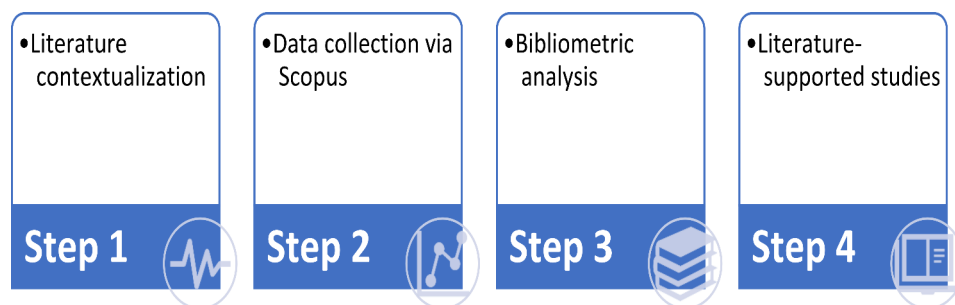 •Literature
contextualization
Step 1
•Data collection via
Scopus
Step 2
•Bibliometric
analysis
Step 3
•Literature-
supported studies
Step 4